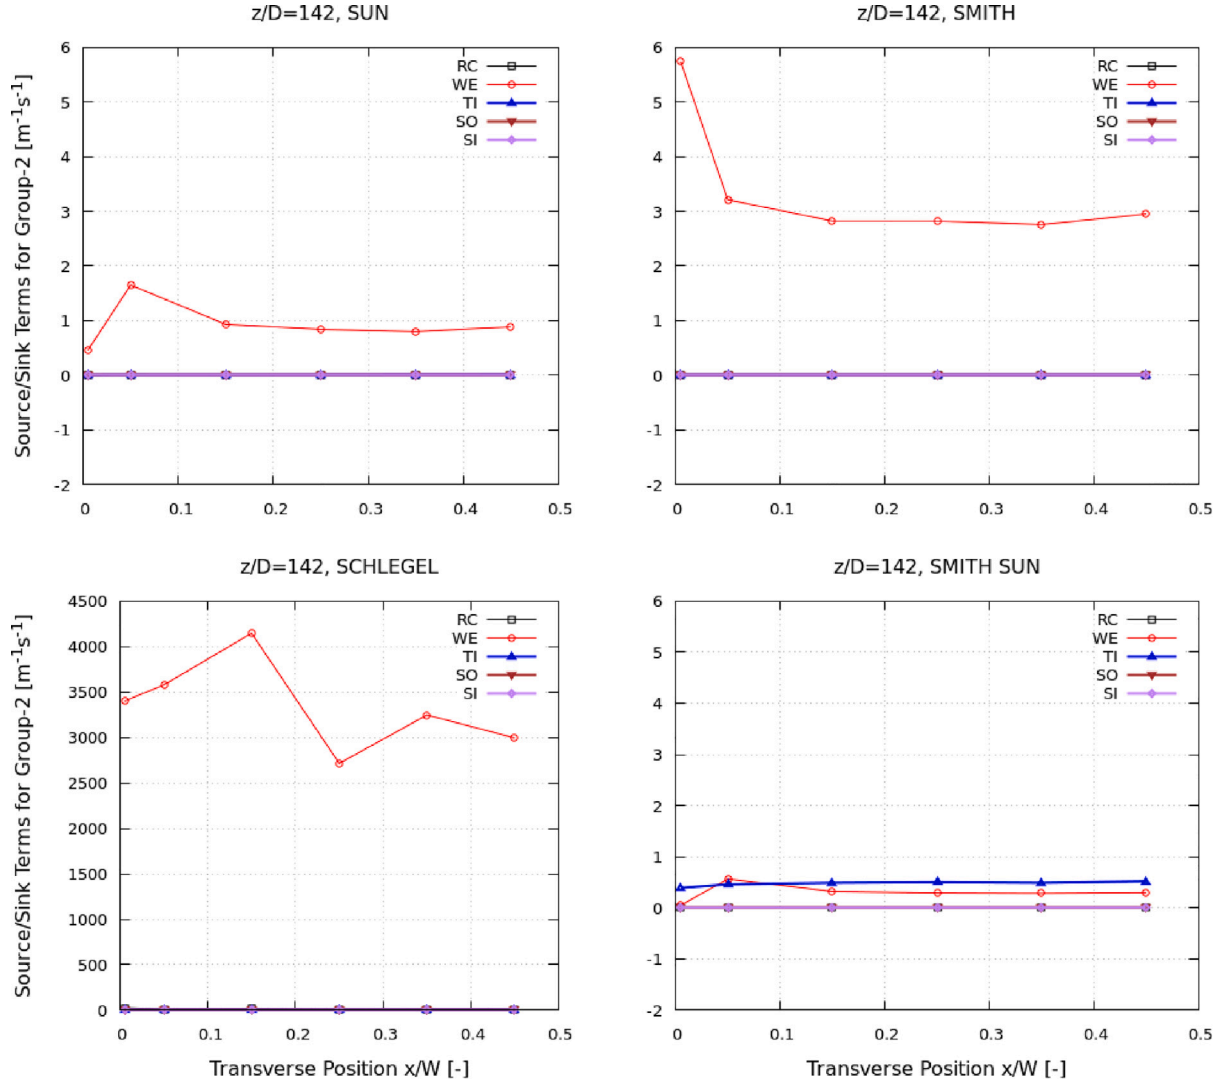 z/D=142, SUN
Source/Sink Terms for Group-2 [m⁻¹s⁻¹]
6
5
4
3
2
1
0
-1
-2
RC
WE
TI
SO
SI
0
0.1
0.2
0.3
0.4
0.5
z/D=142, SMITH
6
5
4
3
2
1
0
-1
-2
RC
WE
TI
SO
SI
0
0.1
0.2
0.3
0.4
0.5
z/D=142, SCHLEGEL
Source/Sink Terms for Group-2 [m⁻¹s⁻¹]
4500
4000
3500
3000
2500
2000
1500
1000
500
0
RC
WE
TI
SO
SI
0
0.1
0.2
0.3
0.4
0.5
Transverse Position x/W [-]
z/D=142, SMITH SUN
6
5
4
3
2
1
0
-1
-2
RC
WE
TI
SO
SI
0
0.1
0.2
0.3
0.4
0.5
Transverse Position x/W [-]